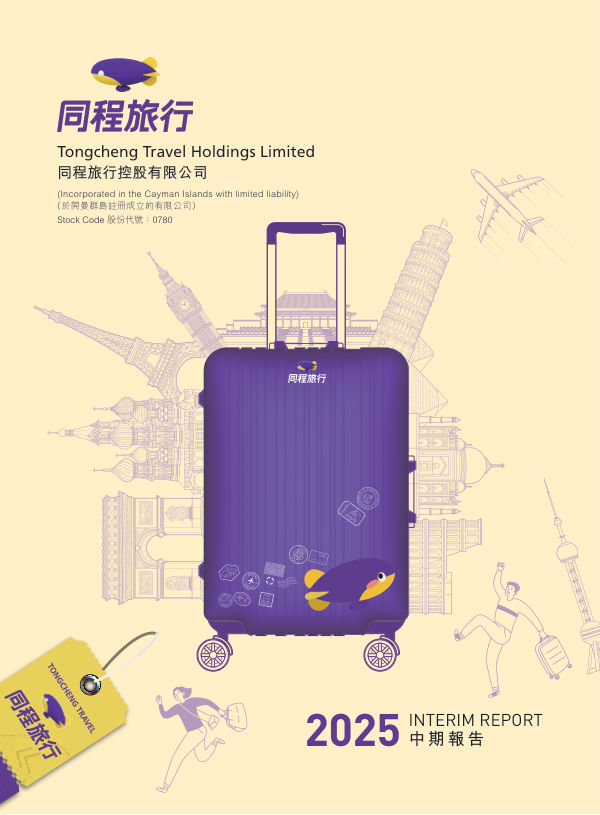 同程旅行
Tongcheng Travel Holdings Limited
同程旅行控股有限公司
(Incorporated in the Cayman Islands with limited liability)
(於開曼群島註冊成立的有限公司)
Stock Code 股份代號：0780
同程旅行
TONGCHENG TRAVEL
同程旅行
2025 INTERIM REPORT
中期報告